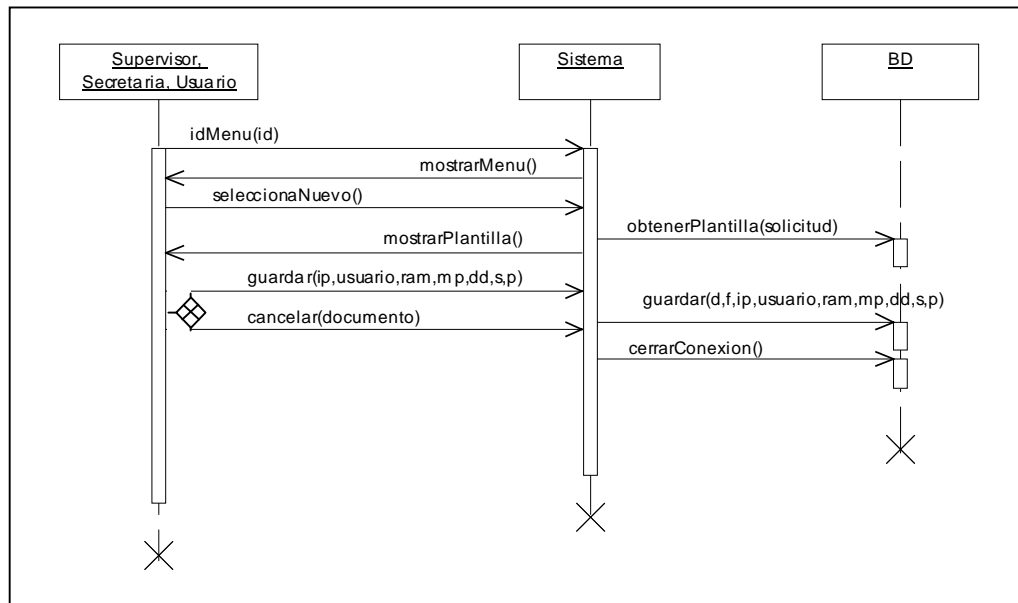 Supervisor,
Secretaria, Usuario
Sistema
BD
idMenu(id)
mostrarMenu()
seleccionaNuevo()
obtenerPlantilla(solicitud)
mostrarPlantilla()
guardar(ip,usuario,ram,mp,dd,s,p)
guardar(d,f,ip,usuario,ram,mp,dd,s,p)
cancelar(documento)
cerrarConexion()